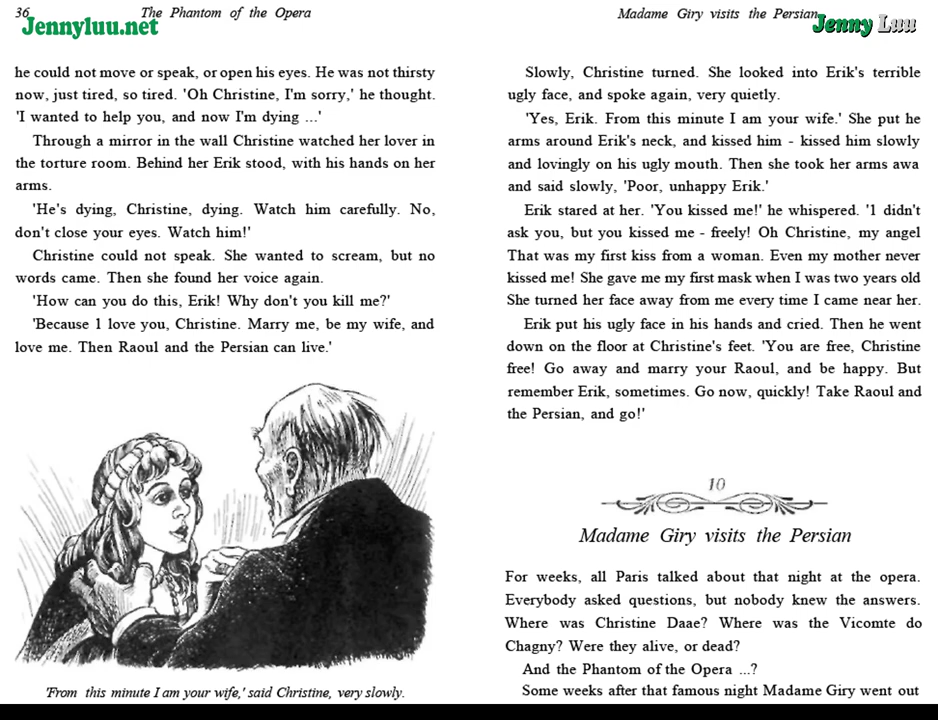 36
The Phantom of the Opera
Jennyluu.net
he could not move or speak, or open his eyes. He was not thirsty
now, just tired, so tired. 'Oh Christine, I'm sorry,' he thought.
'I wanted to help you, and now I'm dying ...'
Through a mirror in the wall Christine watched her lover in
the torture room. Behind her Erik stood, with his hands on her
arms.
'He's dying, Christine, dying. Watch him carefully. No,
don't close your eyes. Watch him!'
Christine could not speak. She wanted to scream, but no
words came. Then she found her voice again.
'How can you do this, Erik! Why don't you kill me?'
'Because 1 love you, Christine. Marry me, be my wife, and
love me. Then Raoul and the Persian can live.'
'From this minute I am your wife,' said Christine, very slowly.
Madame Giry visits the Persian
Jenny Luu
Slowly, Christine turned. She looked into Erik's terrible
ugly face, and spoke again, very quietly.
'Yes, Erik. From this minute I am your wife.' She put he
arms around Erik's neck, and kissed him - kissed him slowly
and lovingly on his ugly mouth. Then she took her arms awa
and said slowly, 'Poor, unhappy Erik.'
Erik stared at her. 'You kissed me!' he whispered. '1 didn't
ask you, but you kissed me - freely! Oh Christine, my angel
That was my first kiss from a woman. Even my mother never
kissed me! She gave me my first mask when I was two years old
She turned her face away from me every time I came near her.
Erik put his ugly face in his hands and cried. Then he went
down on the floor at Christine's feet. 'You are free, Christine
free! Go away and marry your Raoul, and be happy. But
remember Erik, sometimes. Go now, quickly! Take Raoul and
the Persian, and go!'
10
Madame Giry visits the Persian
For weeks, all Paris talked about that night at the opera.
Everybody asked questions, but nobody knew the answers.
Where was Christine Daae? Where was the Vicomte do
Chagny? Were they alive, or dead?
And the Phantom of the Opera ...?
Some weeks after that famous night Madame Giry went out